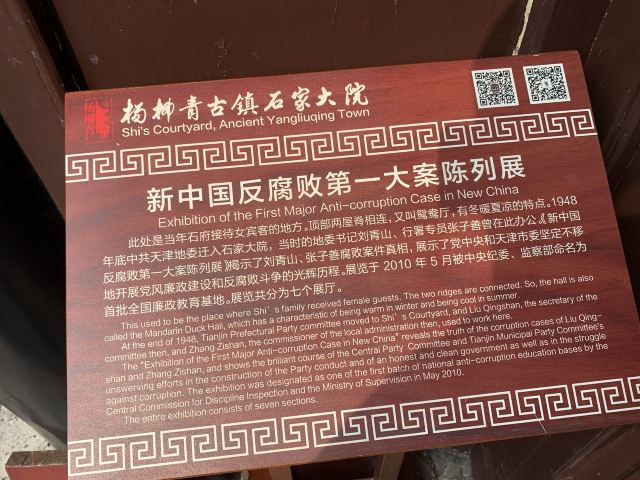 杨柳青
杨柳青古镇石家大院
Shi's Courtyard, Ancient Yangliuqing Town
新中国反腐败第一大案陈列展
Exhibition of the First Major Anti-corruption Case in New China
此处是当年石府接待女宾客的地方。顶部两屋脊相连，又叫鸳鸯厅，有冬暖夏凉的特点。1948
年底中共天津地委迁入石家大院，当时的地委书记刘青山、行署专员张子善曾在此办公。《新中国
反腐败第一大案陈列展》揭示了刘青山、张子善腐败案件真相，展示了党中央和天津市委坚定不移
地开展党风廉政建设和反腐败斗争的光辉历程。展览于 2010 年 5 月被中央纪委、监察部命名为
首批全国廉政教育基地。展览共分为七个展厅。
This used to be the place where Shi's family received female guests. The two ridges are connected. So, the hall is also
called the Mandarin Duck Hall, which has a characteristic of being warm in winter and being cool in summer.
At the end of 1948, Tianjin Prefectural Party committee moved to Shi's Courtyard, and Liu Qingshan, the secretary of the
committee then, and Zhang Zishan, the commissioner of the local administration then, used to work here.
The "Exhibition of the First Major Anti-corruption Case in New China" reveals the truth of the corruption cases of Liu Qing-
shan and Zhang Zishan, and shows the brilliant course of the Central Party Committee and Tianjin Municipal Party Committee's
unswerving efforts in the construction of the Party conduct and of an honest and clean government as well as in the struggle
against corruption. The exhibition was designated as one of the first batch of national anti-corruption education bases by the
Central Commission for Discipline Inspection and the Ministry of Supervision in May 2010.
The entire exhibition consists of seven sections.